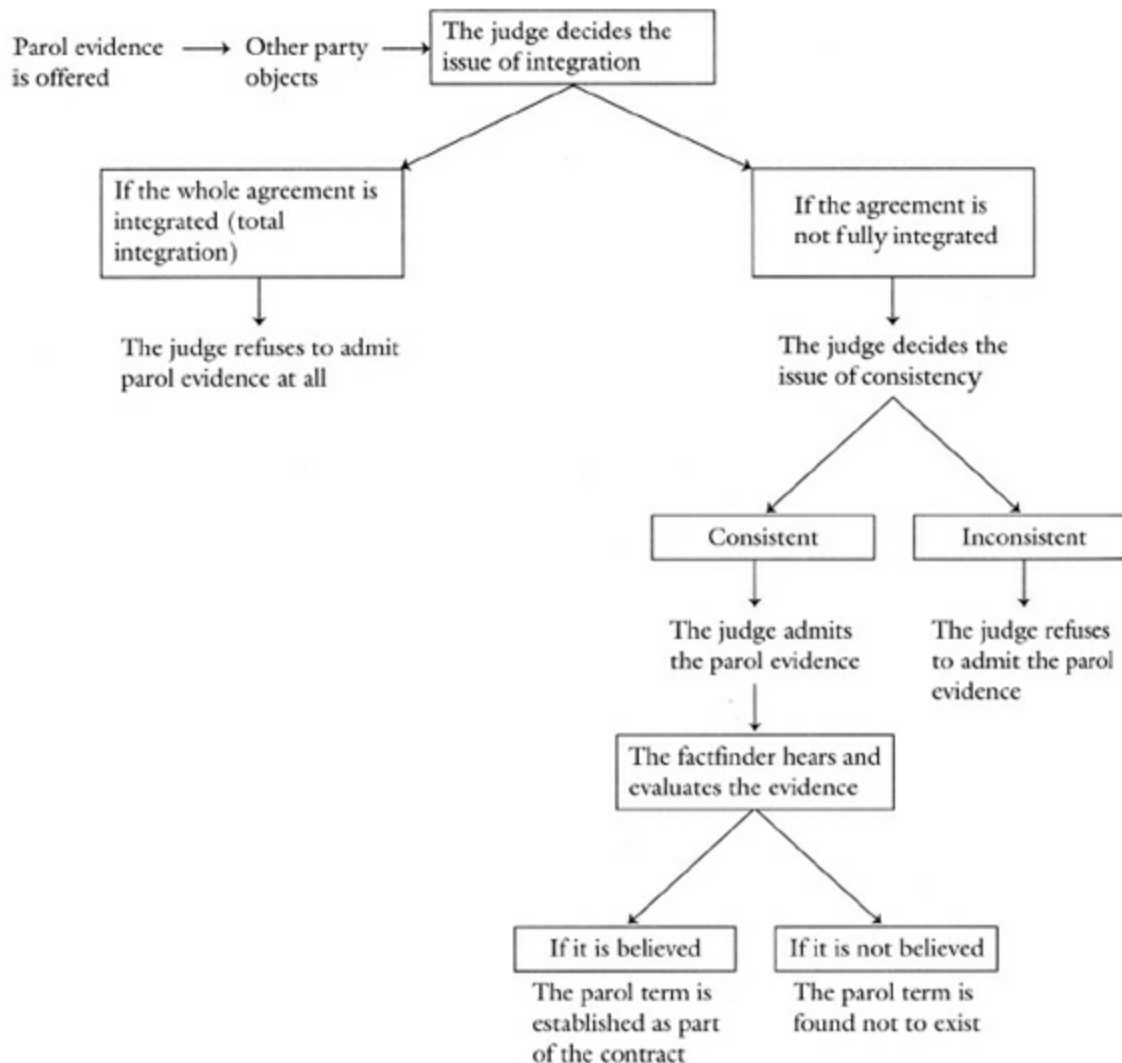 Parol evidence
is offered
Other party
objects
The judge decides the
issue of integration
If the whole agreement is
integrated (total
integration)
If the agreement is
not fully integrated
The judge refuses to admit
parol evidence at all
The judge decides the
issue of consistency
Consistent
Inconsistent
The judge admits
the parol evidence
The judge refuses
to admit the parol
evidence
The factfinder hears and
evaluates the evidence
If it is believed
If it is not believed
The parol term is
established as part
of the contract
The parol term is
found not to exist